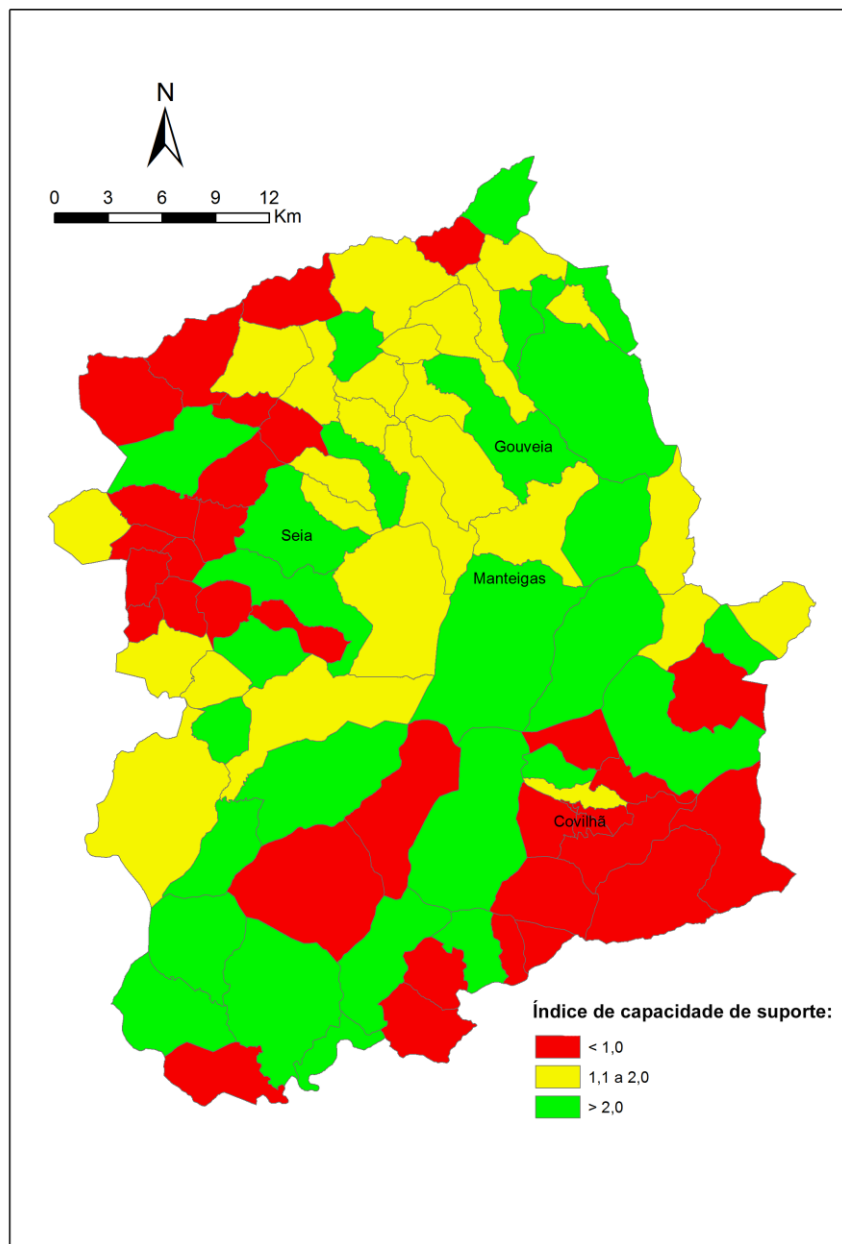 N
0 3 6 9 12
Km
Gouveia
Seia
Manteigas
Covilhã
Índice de capacidade de suporte:
< 1,0
1,1 a 2,0
> 2,0